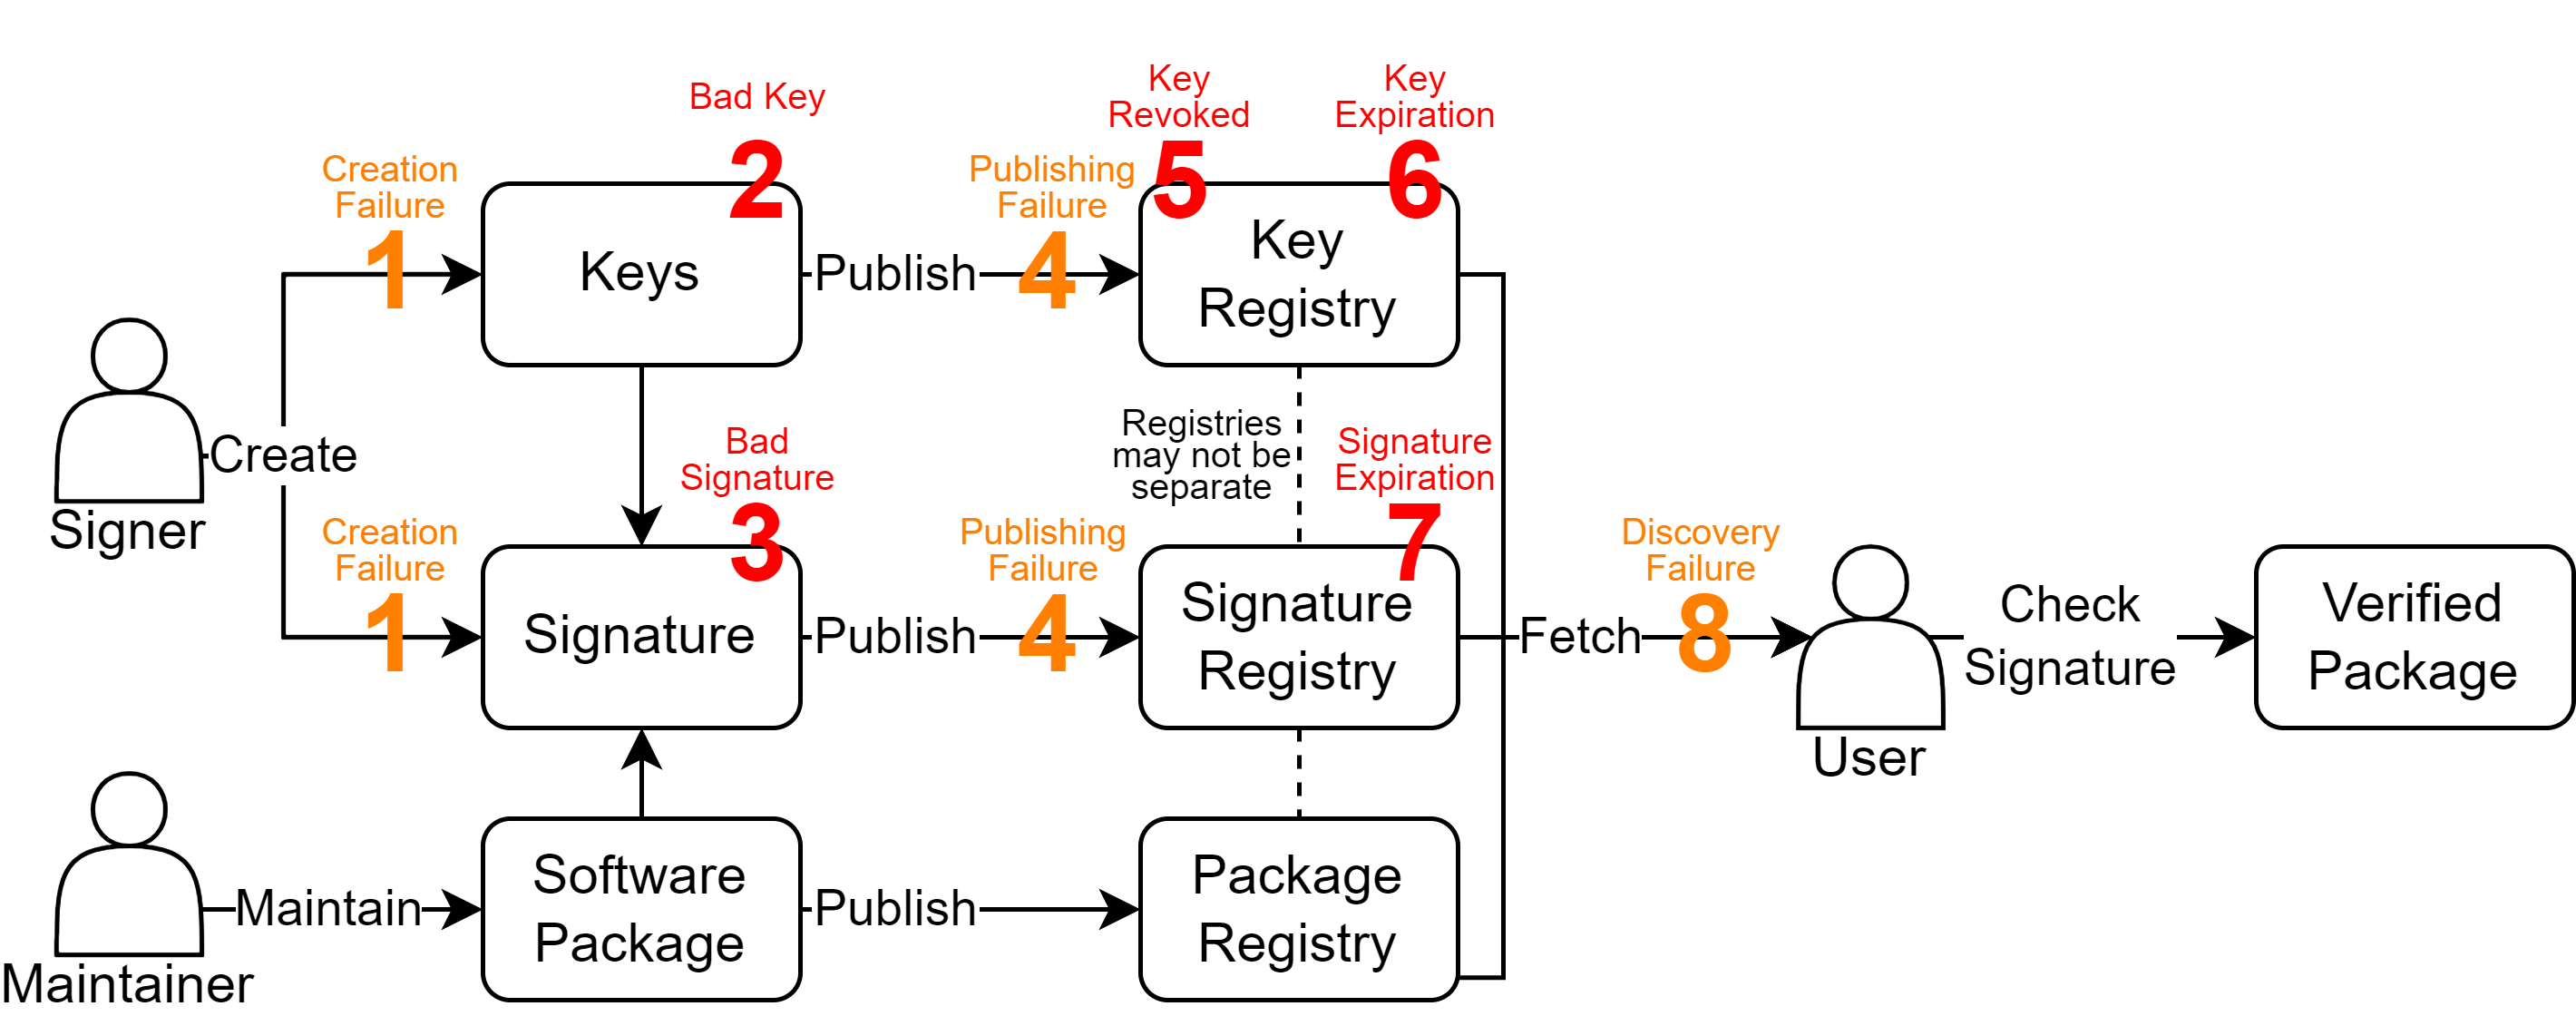 Key
Revoked
Key
Expiration
Bad Key
5
6
2
Creation
Failure
1
Publishing
Failure
4
Keys
Publish
Key
Registry
Signer
Create
Registries
may not be
separate
Bad
Signature
3
Signature
Expiration
7
Creation
Failure
1
Publishing
Failure
4
Discovery
Failure
8
Signature
Publish
Signature
Registry
Fetch
User
Check
Signature
Verified
Package
Maintainer
Maintain
Software
Package
Publish
Package
Registry